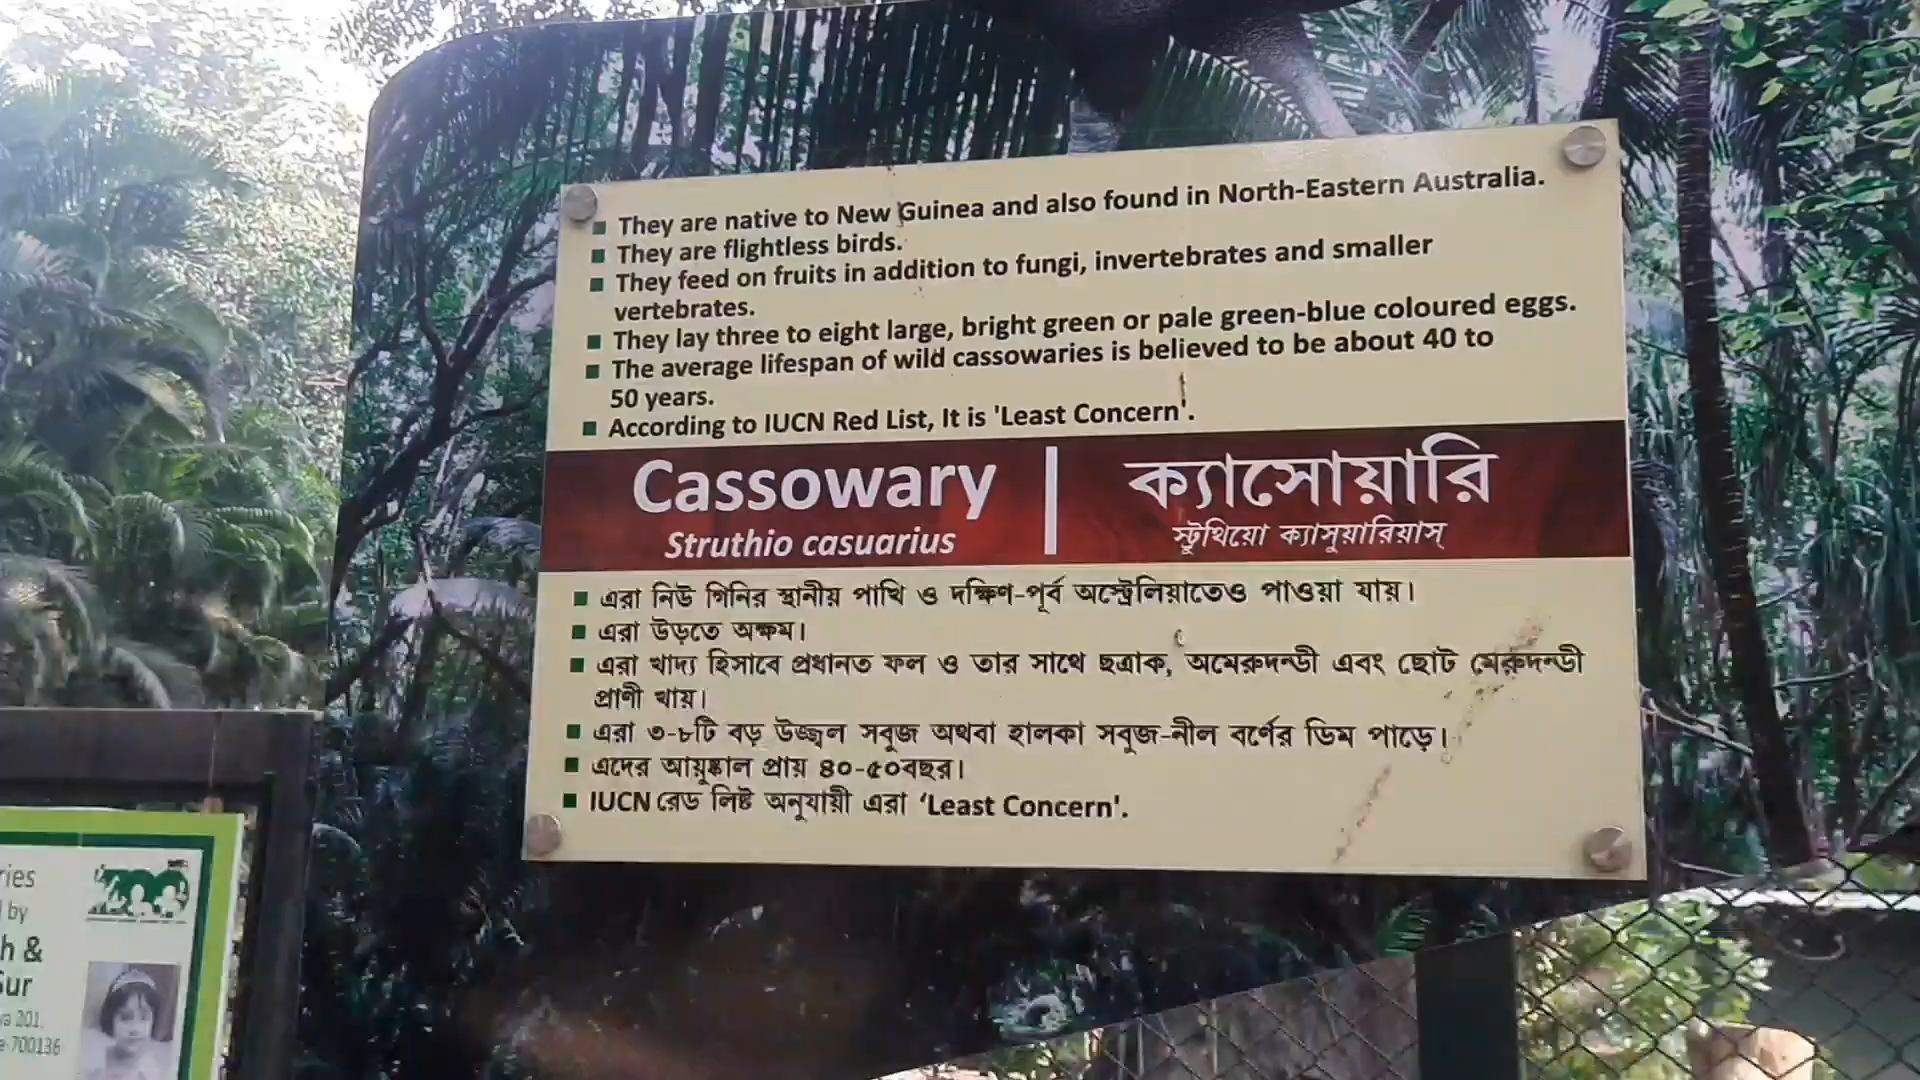 They are native to New Guinea and also found in North-Eastern Australia.
They are flightless birds.
They feed on fruits in addition to fungi, invertebrates and smaller
vertebrates.
They lay three to eight large, bright green or pale green-blue coloured eggs.
The average lifespan of wild cassowaries is believed to be about 40 to
50 years.
According to IUCN Red List, It is 'Least Concern'.
Cassowary | ক্যাসোয়ারি
Struthio casuarius স্ট্রুথিয়ো ক্যাসুয়ারিয়াস্
এরা নিউ গিনির স্থানীয় পাখি ও দক্ষিণ-পূর্ব অস্ট্রেলিয়াতেও পাওয়া যায়।
এরা উড়তে অক্ষম।
এরা খাদ্য হিসাবে প্রধানত ফল ও তার সাথে ছত্রাক, অমেরুদন্ডী এবং ছোট মেরুদন্ডী
প্রাণী খায়।
এরা ৩-৮টি বড় উজ্জ্বল সবুজ অথবা হালকা সবুজ-নীল বর্ণের ডিম পাড়ে।
এদের আয়ুষ্কাল প্রায় ৪০-৫০বছর।
IUCN রেড লিষ্ট অনুযায়ী এরা ‘Least Concern'.
by
&
201,
700136